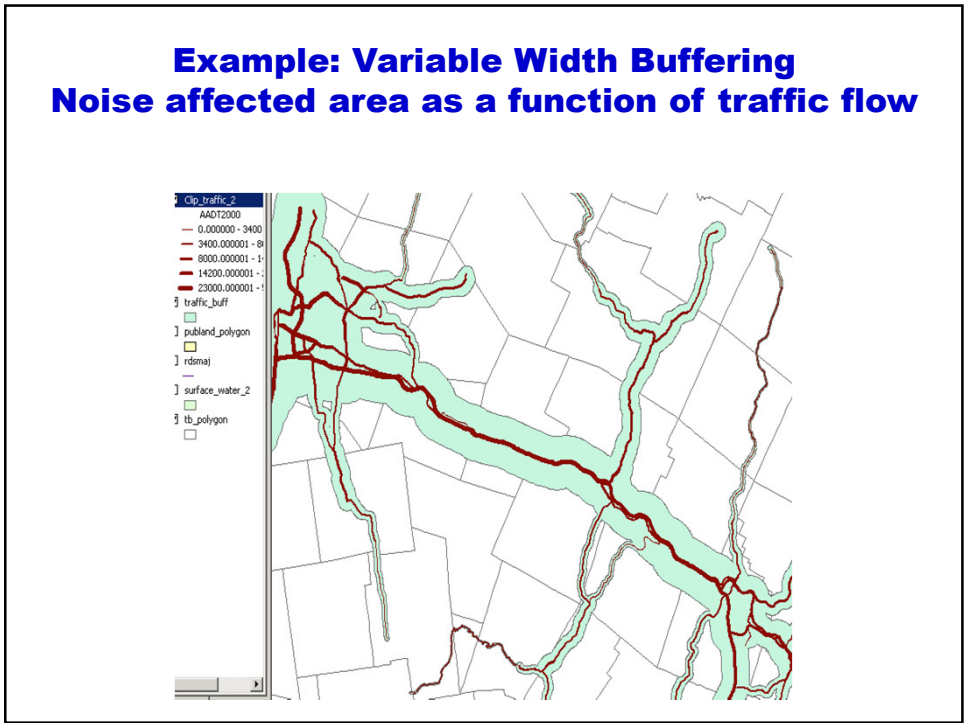 Example: Variable Width Buffering
Noise affected area as a function of traffic flow
Clip_traffic_2
AADT2000
0.000000 - 3400
3400.000001 - 8
8000.000001 - 1
14200.000001 -
23000.000001 -
traffic_buff
publand_polygon
rdsmaj
surface_water_2
tb_polygon